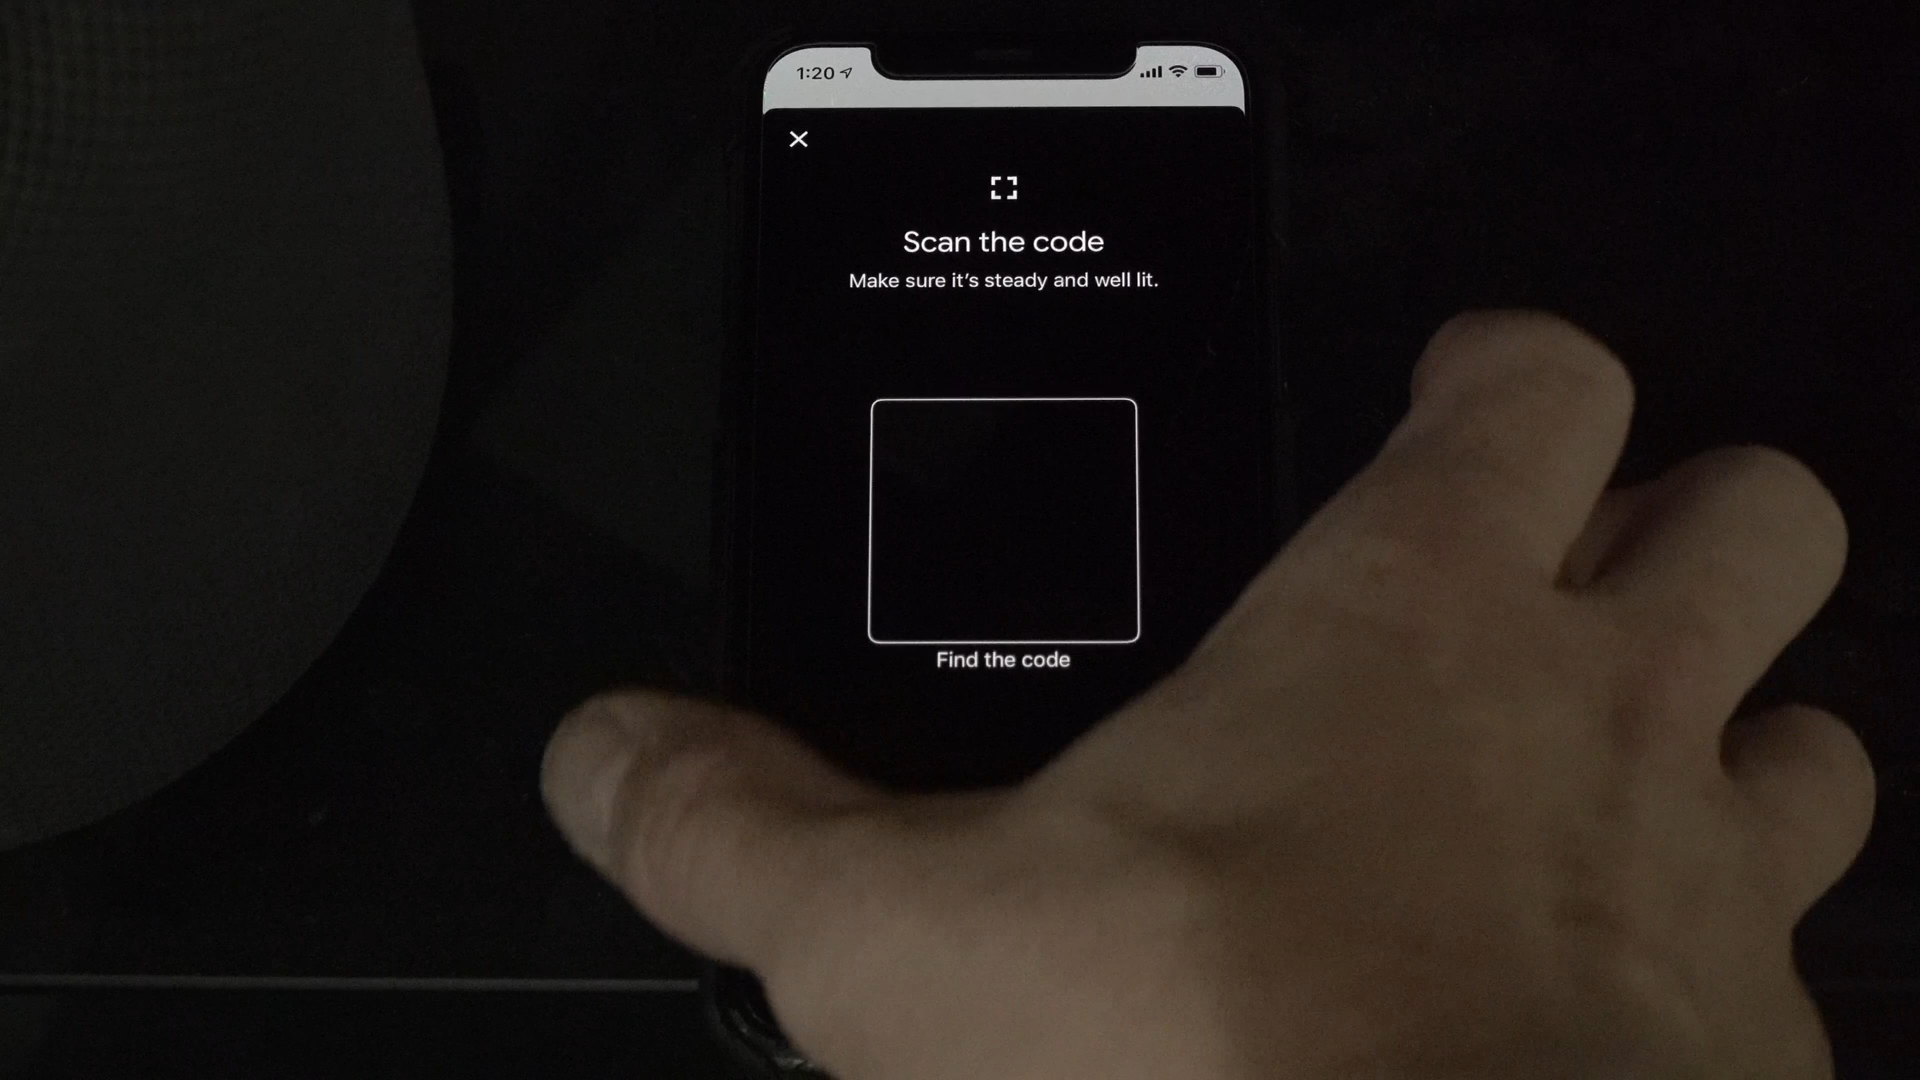 1:20
Scan the code
Make sure it's steady and well lit.
Find the code